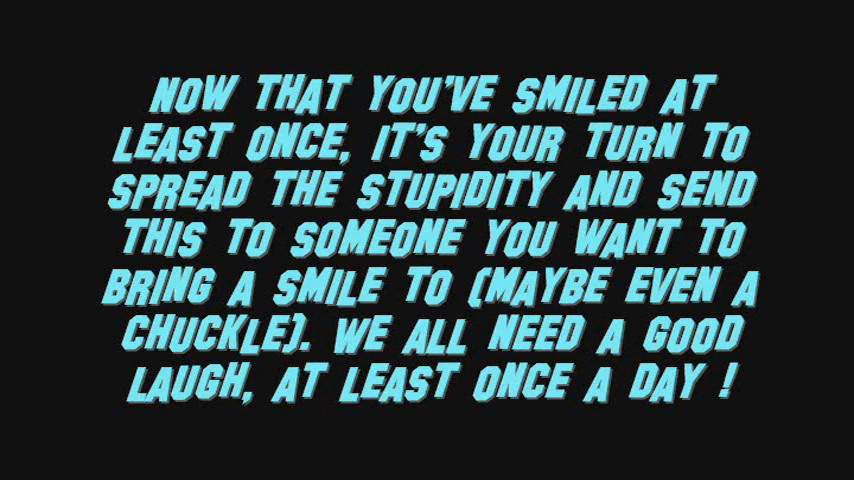 NOW THAT YOU'VE SMILED AT
LEAST ONCE, IT'S YOUR TURN TO
SPREAD THE STUPIDITY AND SEND
THIS TO SOMEONE YOU WANT TO
BRING A SMILE TO (MAYBE EVEN A
CHUCKLE). WE ALL NEED A GOOD
LAUGH, AT LEAST ONCE A DAY !